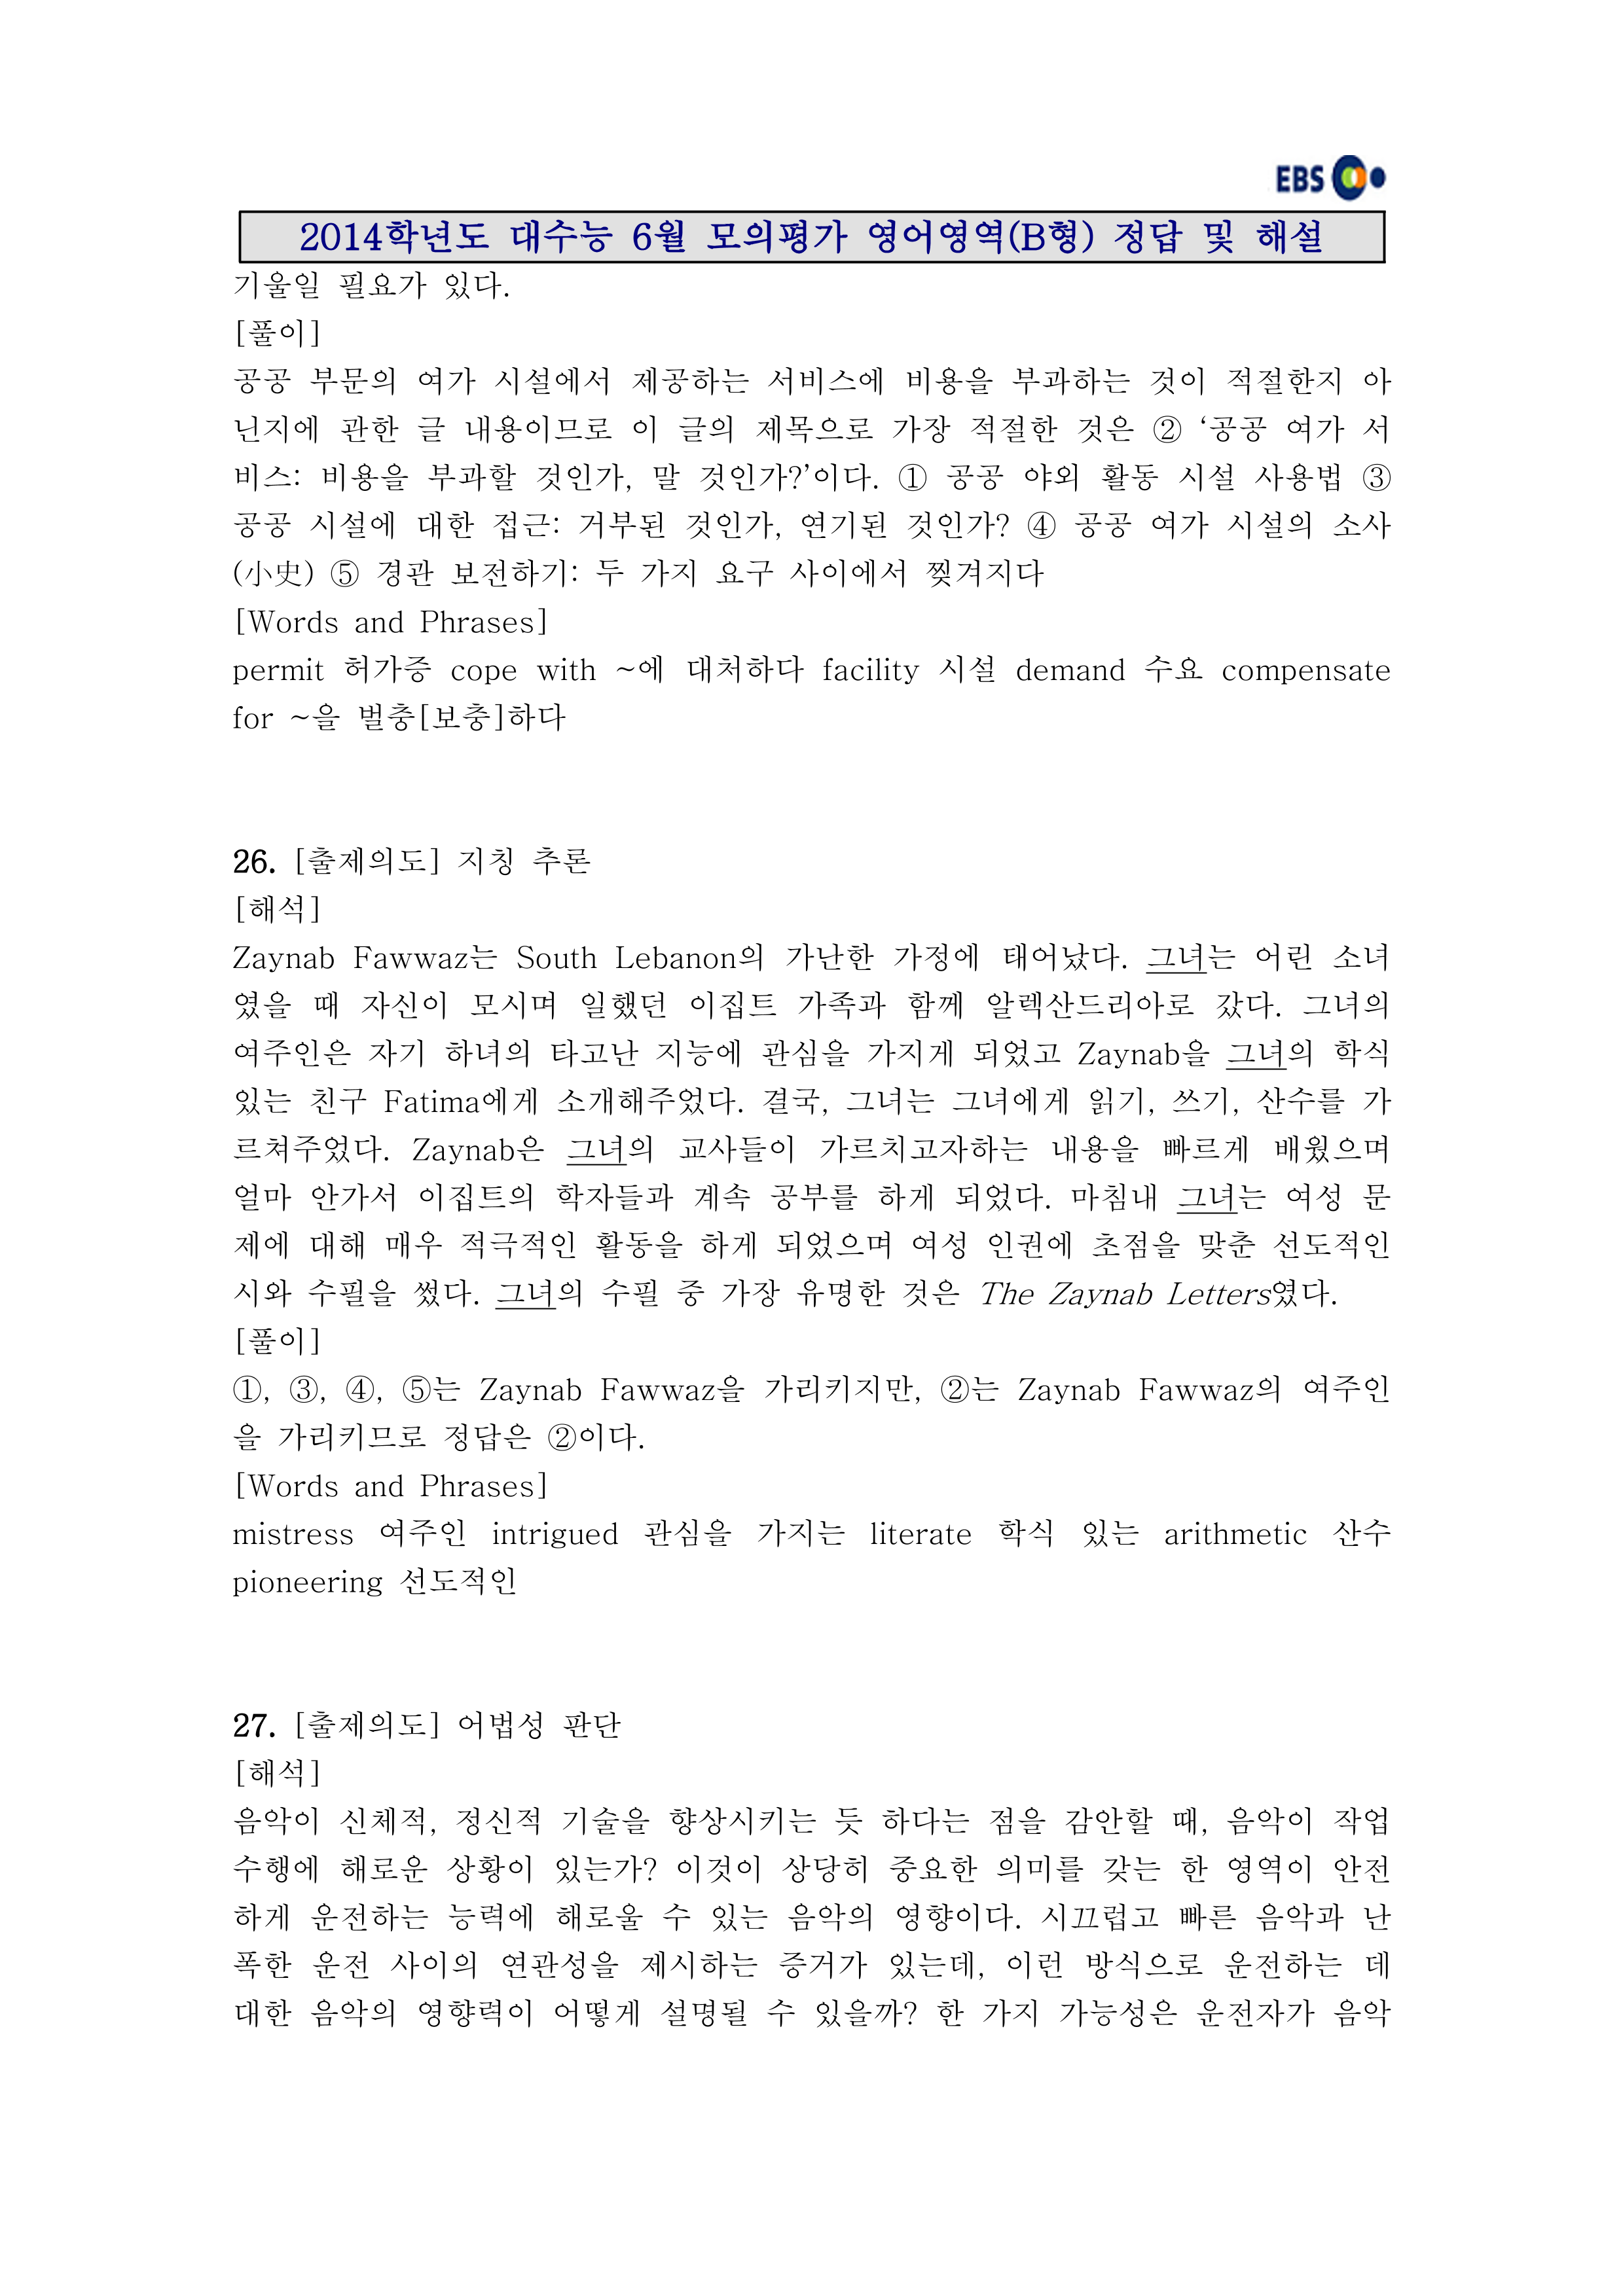 EBS
2014학년도 대수능 6월 모의평가 영어영역(B형) 정답 및 해설
기울일 필요가 있다.
[풀이]
공공 부문의 여가 시설에서 제공하는 서비스에 비용을 부과하는 것이 적절한지 아
닌지에 관한 글 내용이므로 이 글의 제목으로 가장 적절한 것은 ② ‘공공 여가 서
비스: 비용을 부과할 것인가, 말 것인가?’이다. ① 공공 야외 활동 시설 사용법 ③
공공 시설에 대한 접근: 거부된 것인가, 연기된 것인가? ④ 공공 여가 시설의 소사
(小史) ⑤ 경관 보전하기: 두 가지 요구 사이에서 찢겨지다
[Words and Phrases]
permit 허가증 cope with ~에 대처하다 facility 시설 demand 수요 compensate
for ~을 벌충[보충]하다
26. [출제의도] 지칭 추론
[해석]
Zaynab Fawwaz는 South Lebanon의 가난한 가정에 태어났다. 그녀는 어린 소녀
였을 때 자신이 모시며 일했던 이집트 가족과 함께 알렉산드리아로 갔다. 그녀의
여주인은 자기 하녀의 타고난 지능에 관심을 가지게 되었고 Zaynab을 그녀의 학식
있는 친구 Fatima에게 소개해주었다. 결국, 그녀는 그녀에게 읽기, 쓰기, 산수를 가
르쳐주었다. Zaynab은 그녀의 교사들이 가르치고자하는 내용을 빠르게 배웠으며
얼마 안가서 이집트의 학자들과 계속 공부를 하게 되었다. 마침내 그녀는 여성 문
제에 대해 매우 적극적인 활동을 하게 되었으며 여성 인권에 초점을 맞춘 선도적인
시와 수필을 썼다. 그녀의 수필 중 가장 유명한 것은 The Zaynab Letters였다.
[풀이]
①, ③, ④, ⑤는 Zaynab Fawwaz을 가리키지만, ②는 Zaynab Fawwaz의 여주인
을 가리키므로 정답은 ②이다.
[Words and Phrases]
mistress 여주인 intrigued 관심을 가지는 literate 학식 있는 arithmetic 산수
pioneering 선도적인
27. [출제의도] 어법성 판단
[해석]
음악이 신체적, 정신적 기술을 향상시키는 듯 하다는 점을 감안할 때, 음악이 작업
수행에 해로운 상황이 있는가? 이것이 상당히 중요한 의미를 갖는 한 영역이 안전
하게 운전하는 능력에 해로울 수 있는 음악의 영향이다. 시끄럽고 빠른 음악과 난
폭한 운전 사이의 연관성을 제시하는 증거가 있는데, 이런 방식으로 운전하는 데
대한 음악의 영향력이 어떻게 설명될 수 있을까? 한 가지 가능성은 운전자가 음악